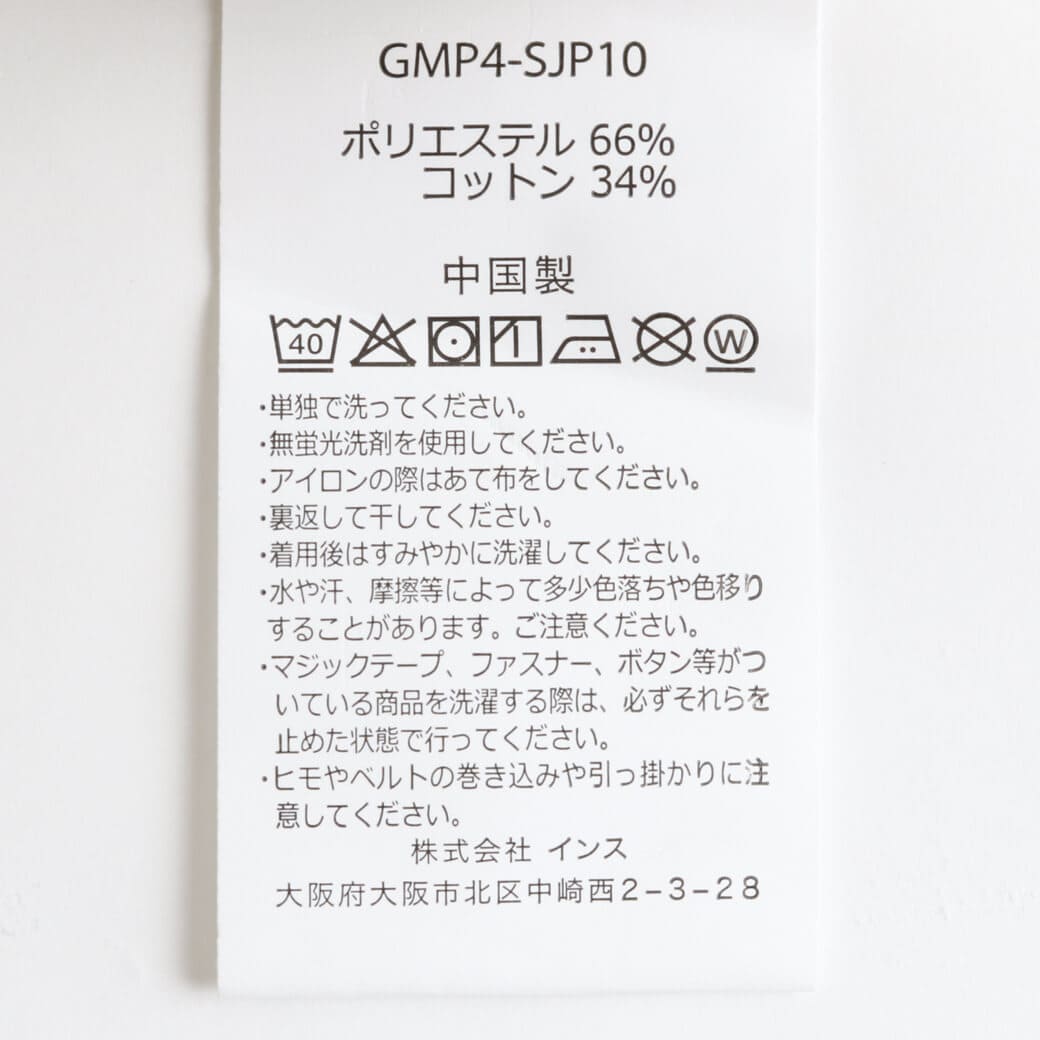 GMP4-SJP10
ポリエステル 66%
コットン 34%
中国製
40 W
・単独で洗ってください。
・無蛍光洗剤を使用してください。
・アイロンの際はあて布をしてください。
・裏返して干してください。
・着用後はすみやかに洗濯してください。
・水や汗、摩擦等によって多少色落ちや色移り
することがあります。ご注意ください。
・マジックテープ、ファスナー、ボタン等がつ
いている商品を洗濯する際は、必ずそれらを
止めた状態で行ってください。
・ヒモやベルトの巻き込みや引っ掛かりに注
意してください。
株式会社 インス
大阪府大阪市北区中崎西2-3-28